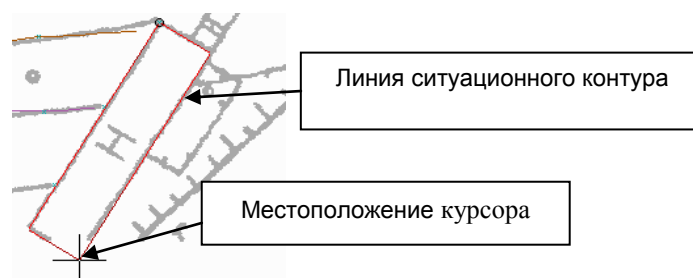 Н
Линия ситуационного контура
Н
Местоположение курсора